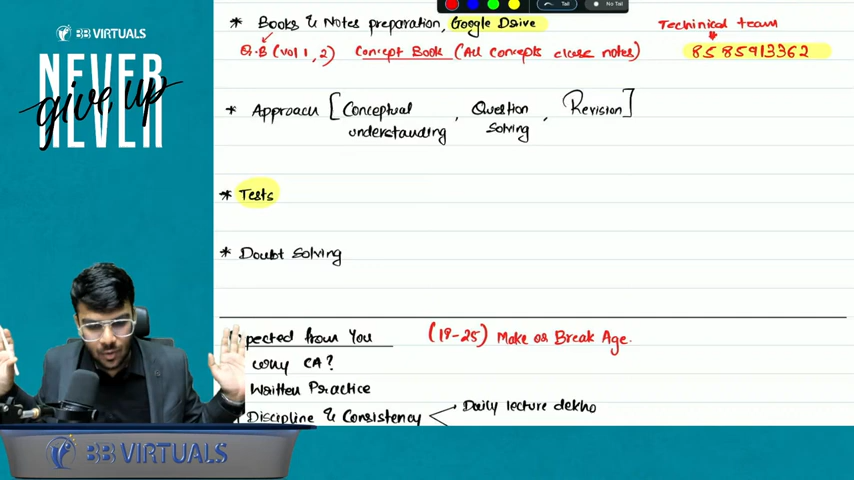 BB VIRTUALS
NEVER
give up
NEVER
* Books & Notes preparation, Google Drive
Q.B (vol 1, 2) Concept Book (All concepts class notes)
Techinical team
8585913362
* Approach [Conceptual understanding, Question solving, Revision]
* Tests
* Doubt Solving
pected from You (18-25) Make or Break Age.
Why CA?
Written Practice
Discipline & Consistency < Daily lecture dekho
BB VIRTUALS
Tail
No Tail